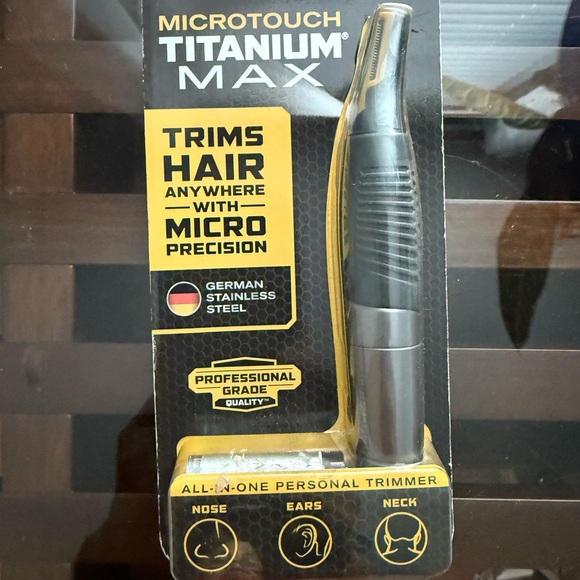 MICROTOUCH
TITANIUM®
MAX
TRIMS
HAIR
ANYWHERE
WITH
MICRO
PRECISION
GERMAN
STAINLESS
STEEL
PROFESSIONAL
GRADE
QUALITY™
ALL-IN-ONE PERSONAL TRIMMER
NOSE EARS NECK